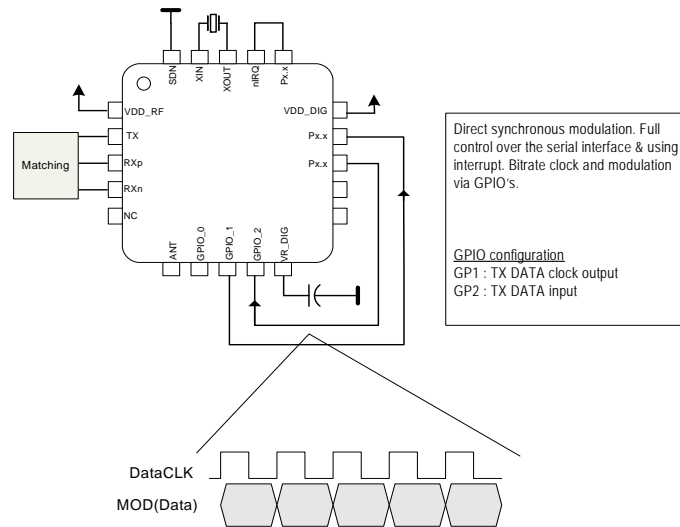 SDN
XIN
XOUT
nIRQ
Px.x
VDD_RF
VDD_DIG
TX
Px.x
Matching
RXp
Px.x
RXn
NC
ANT
GPIO_0
GPIO_1
GPIO_2
VR_DIG
Direct synchronous modulation. Full
control over the serial interface & using
interrupt. Bitrate clock and modulation
via GPIO's.
GPIO configuration
GP1 : TX DATA clock output
GP2 : TX DATA input
DataCLK
MOD(Data)